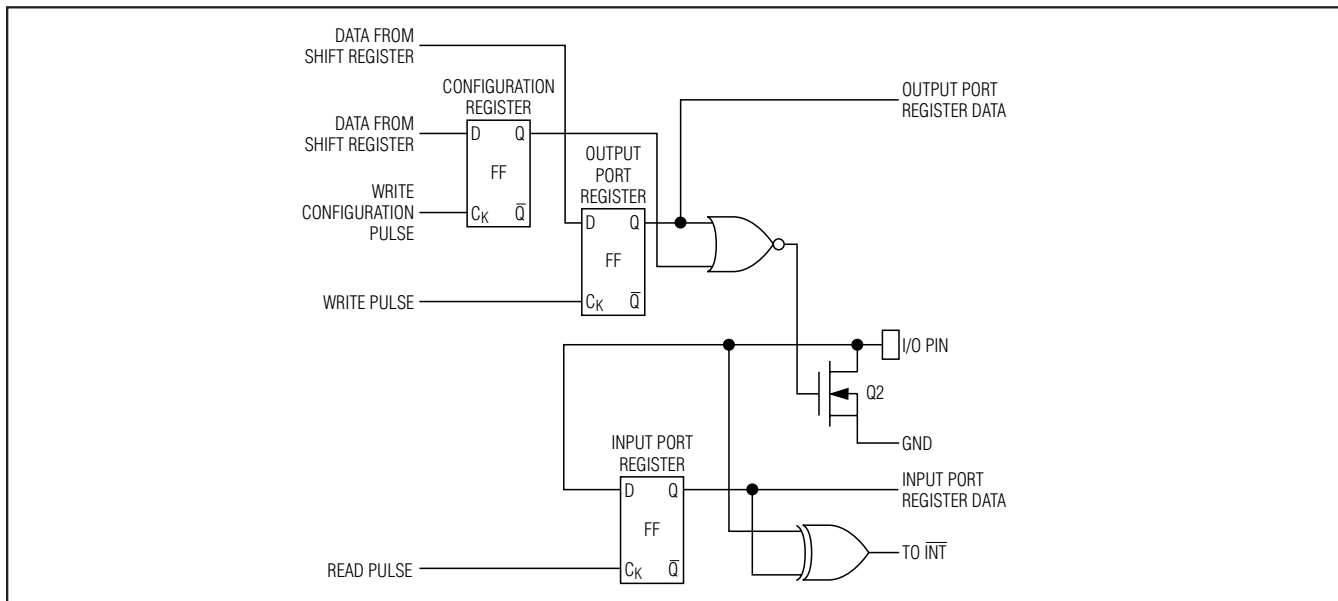 DATA FROM
SHIFT REGISTER
CONFIGURATION
REGISTER
DATA FROM
SHIFT REGISTER
D Q
FF
WRITE
CONFIGURATION
PULSE
CK Q̅
OUTPUT
PORT
REGISTER
OUTPUT PORT
REGISTER DATA
D Q
FF
WRITE PULSE
CK Q̅
I/O PIN
Q2
GND
INPUT PORT
REGISTER
D Q
FF
INPUT PORT
REGISTER DATA
READ PULSE
CK Q̅
TO I̅N̅T̅